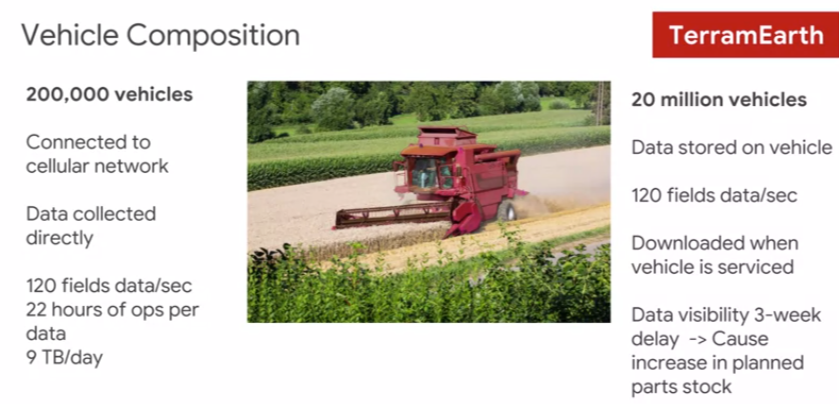 Vehicle Composition
TerramEarth
200,000 vehicles
Connected to
cellular network
Data collected
directly
120 fields data/sec
22 hours of ops per
data
9 TB/day
20 million vehicles
Data stored on vehicle
120 fields data/sec
Downloaded when
vehicle is serviced
Data visibility 3-week
delay -> Cause
increase in planned
parts stock